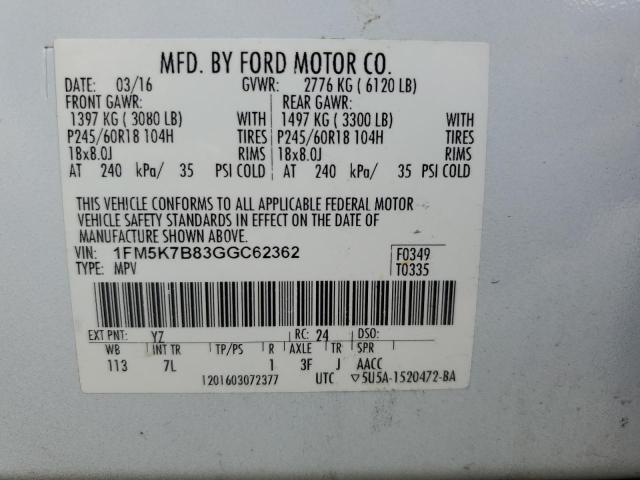 MFD. BY FORD MOTOR CO.
DATE: 03/16 GVWR: 2776 KG ( 6120 LB)
FRONT GAWR: REAR GAWR:
1397 KG ( 3080 LB) WITH 1497 KG ( 3300 LB) WITH
P245/60R18 104H TIRES P245/60R18 104H TIRES
18x8.0J RIMS 18x8.0J RIMS
AT 240 kPa/ 35 PSI COLD AT 240 kPa/ 35 PSI COLD
THIS VEHICLE CONFORMS TO ALL APPLICABLE FEDERAL MOTOR
VEHICLE SAFETY STANDARDS IN EFFECT ON THE DATE OF
MANUFACTURE SHOWN ABOVE.
VIN: 1FM5K7B83GGC62362 F0349
TYPE: MPV T0335
EXT PNT: YZ RC: 24 DSO:
WB INT TR TP/PS R AXLE TR SPR
113 7L 1 3F J AACC
1201603072377 UTC ▽5U5A-1520472-BA